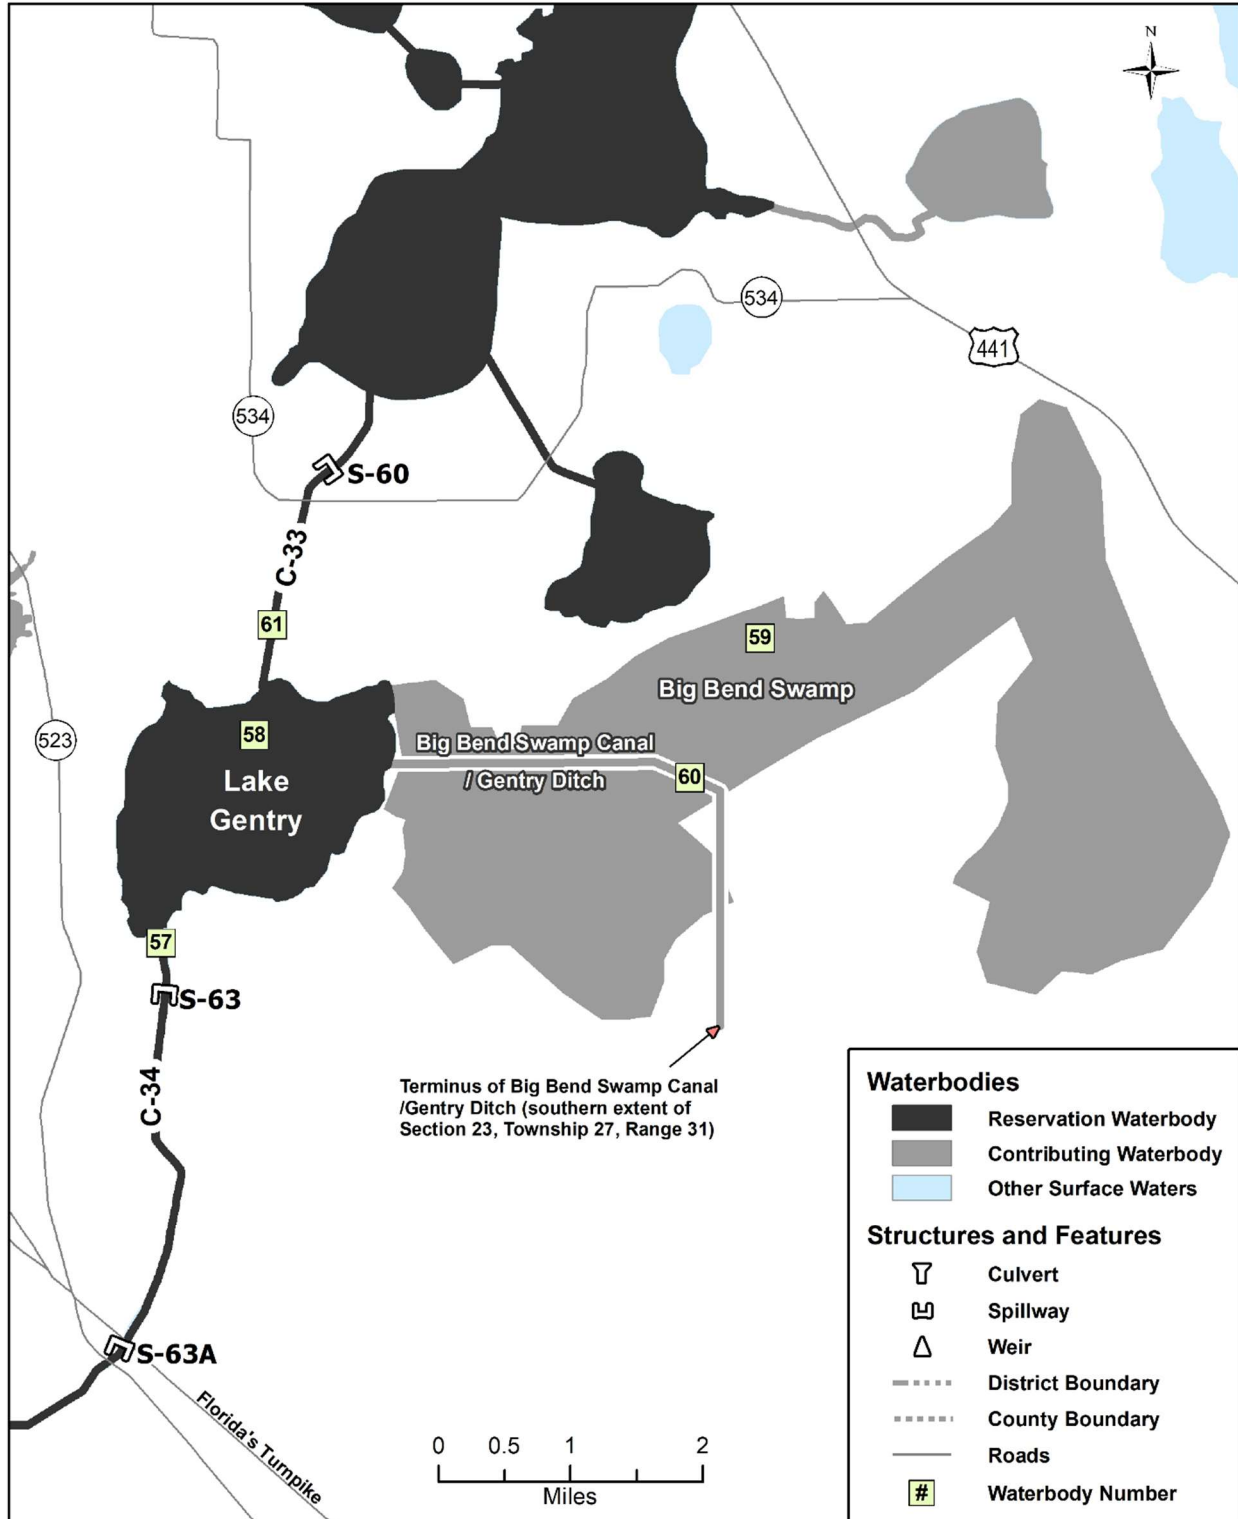 N
534
441
534
S-60
C-33
61
59
Big Bend Swamp
58
523
Big Bend Swamp Canal
/ Gentry Ditch
60
Lake
Gentry
57
S-63
Terminus of Big Bend Swamp Canal
/Gentry Ditch (southern extent of
Section 23, Township 27, Range 31)
C-34
S-63A
Florida's Turnpike
0 0.5 1 2
Miles
Waterbodies
Reservation Waterbody
Contributing Waterbody
Other Surface Waters
Structures and Features
Culvert
Spillway
Weir
District Boundary
County Boundary
Roads
# Waterbody Number